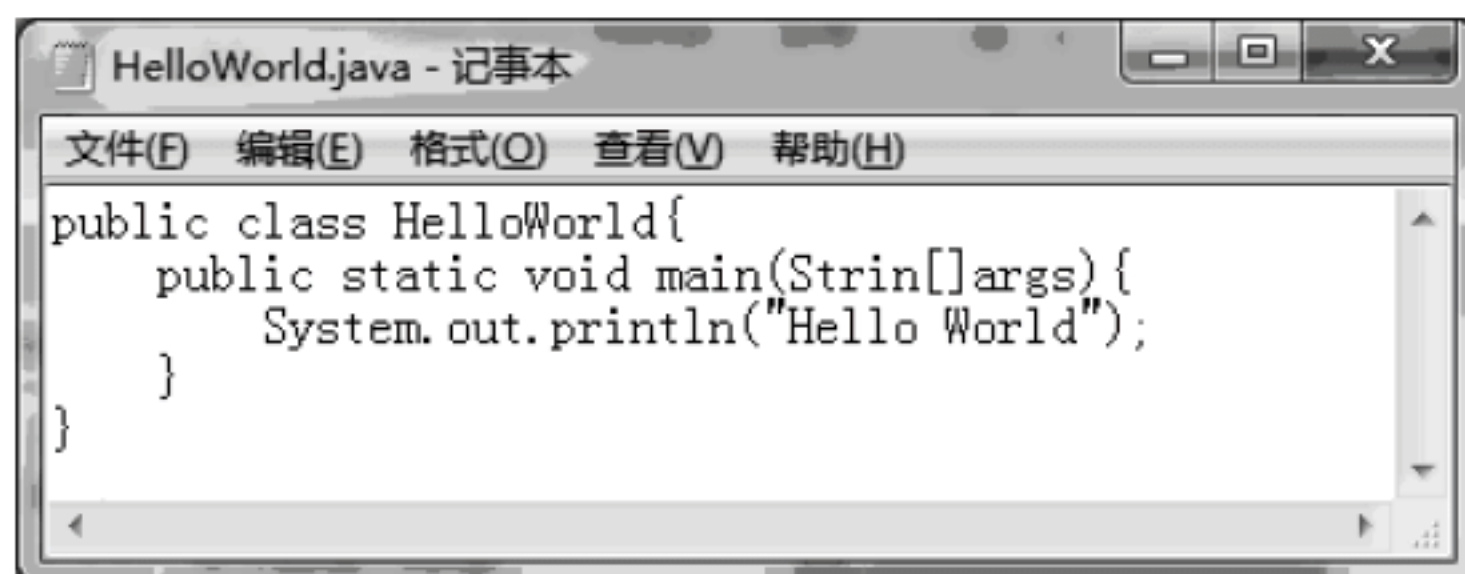 HelloWorld.java - 记事本
文件(F) 编辑(E) 格式(O) 查看(V) 帮助(H)
public class HelloWorld{
    public static void main(Strin[]args){
        System.out.println("Hello World");
    }
}